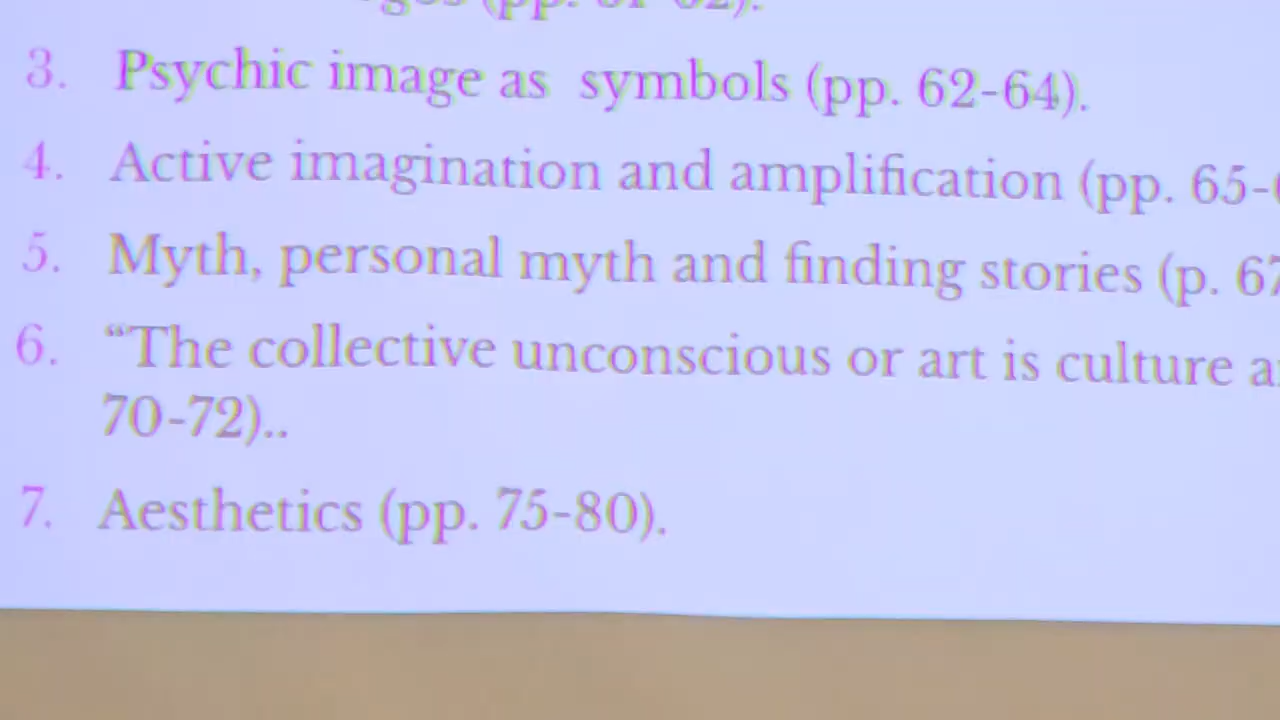 3. Psychic image as symbols (pp. 62-64).
4. Active imagination and amplification (pp. 65-
5. Myth, personal myth and finding stories (p. 67
6. “The collective unconscious or art is culture
70-72)..
7. Aesthetics (pp. 75-80).